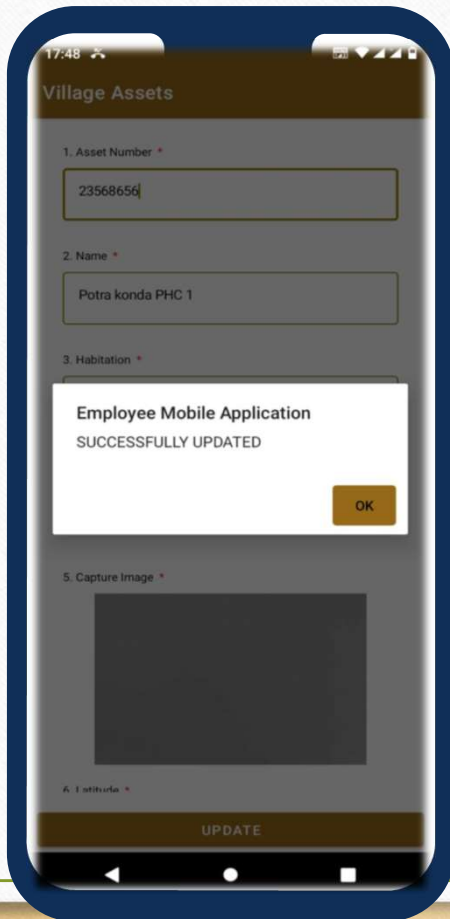 17:48
Village Assets
1. Asset Number *
23568656
2. Name *
Potra konda PHC 1
3. Habitation *
Employee Mobile Application
SUCCESSFULLY UPDATED
OK
5. Capture Image *
6. Latitude *
UPDATE